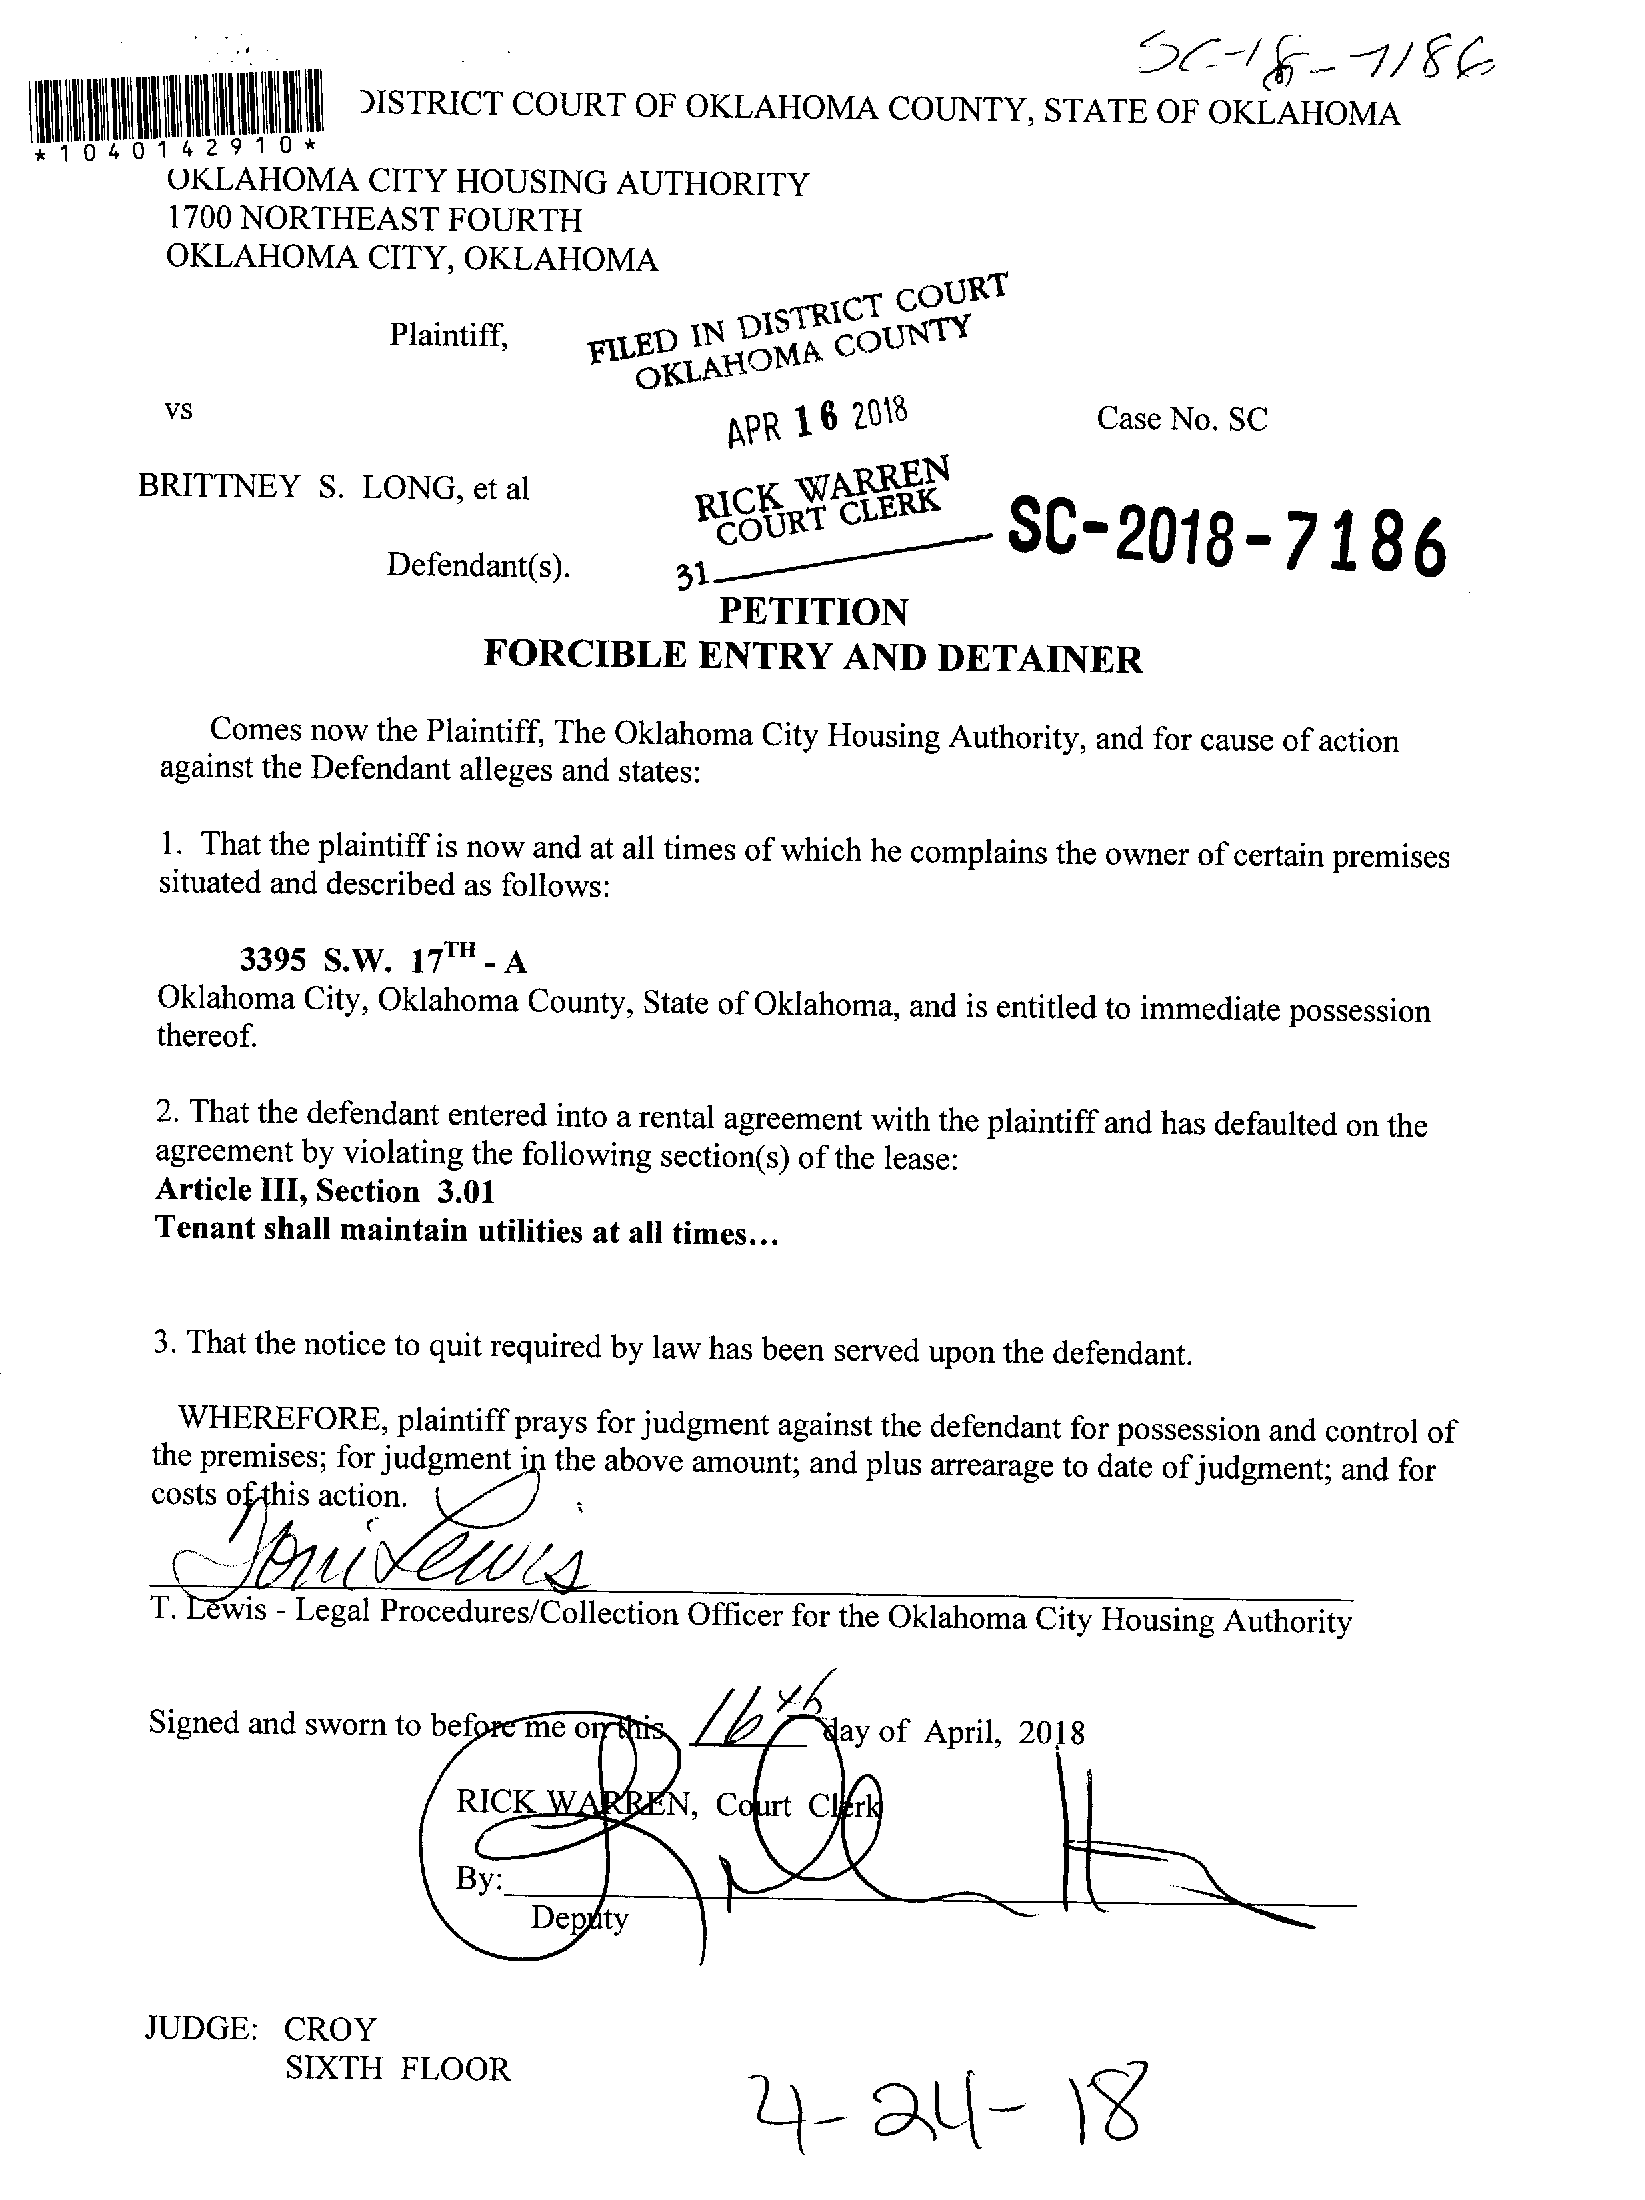 SC-18-7186
DISTRICT COURT OF OKLAHOMA COUNTY, STATE OF OKLAHOMA
*1040142910*
OKLAHOMA CITY HOUSING AUTHORITY
1700 NORTHEAST FOURTH
OKLAHOMA CITY, OKLAHOMA
Plaintiff,
FILED IN DISTRICT COURT
OKLAHOMA COUNTY
vs
APR 16 2018
Case No. SC
BRITTNEY S. LONG, et al
RICK WARREN
COURT CLERK
SC-2018-7186
Defendant(s).
31
PETITION
FORCIBLE ENTRY AND DETAINER
Comes now the Plaintiff, The Oklahoma City Housing Authority, and for cause of action
against the Defendant alleges and states:
1. That the plaintiff is now and at all times of which he complains the owner of certain premises
situated and described as follows:
3395 S.W. 17TH - A
Oklahoma City, Oklahoma County, State of Oklahoma, and is entitled to immediate possession
thereof.
2. That the defendant entered into a rental agreement with the plaintiff and has defaulted on the
agreement by violating the following section(s) of the lease:
Article III, Section 3.01
Tenant shall maintain utilities at all times...
3. That the notice to quit required by law has been served upon the defendant.
WHEREFORE, plaintiff prays for judgment against the defendant for possession and control of
the premises; for judgment in the above amount; and plus arrearage to date of judgment; and for
costs of this action.
Toni Lewis
T. Lewis - Legal Procedures/Collection Officer for the Oklahoma City Housing Authority
Signed and sworn to before me on this 16th day of April, 2018
RICK WARREN, Court Clerk
By:
Deputy
JUDGE: CROY
SIXTH FLOOR
4-24-18